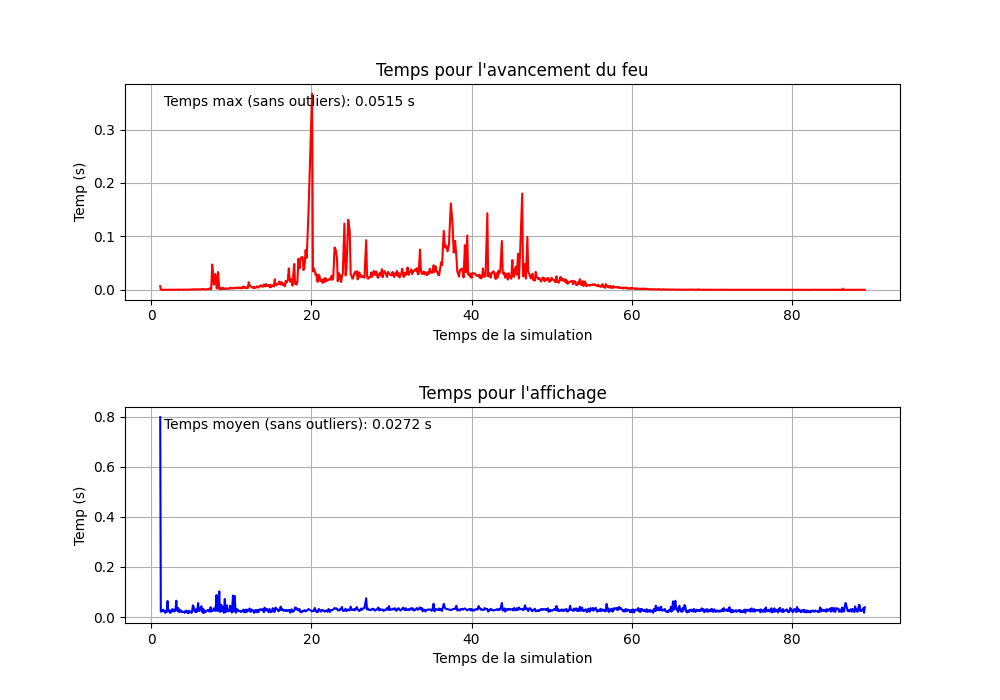 Temps pour l'avancement du feu
Temps max (sans outliers): 0.0515 s
Temp (s)
0.3
0.2
0.1
0.0
0 20 40 60 80
Temps de la simulation
Temps pour l'affichage
Temps moyen (sans outliers): 0.0272 s
Temp (s)
0.8
0.6
0.4
0.2
0.0
0 20 40 60 80
Temps de la simulation